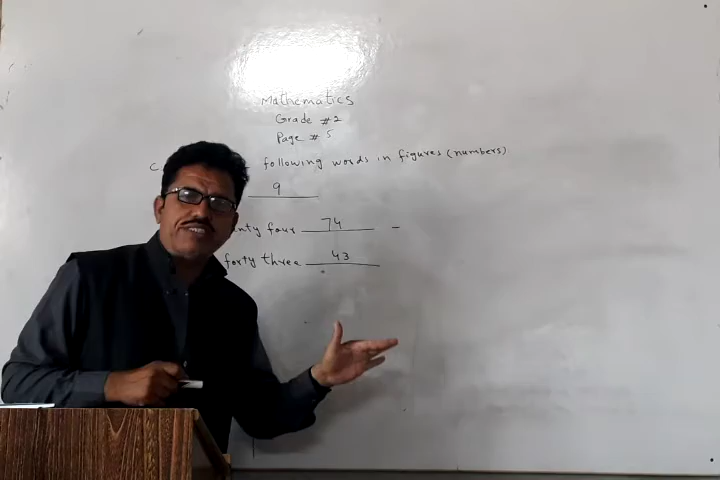 Mathematics
Grade #2
Page # 5
C following words in figures (numbers)
9
nty four 74 -
forty three 43